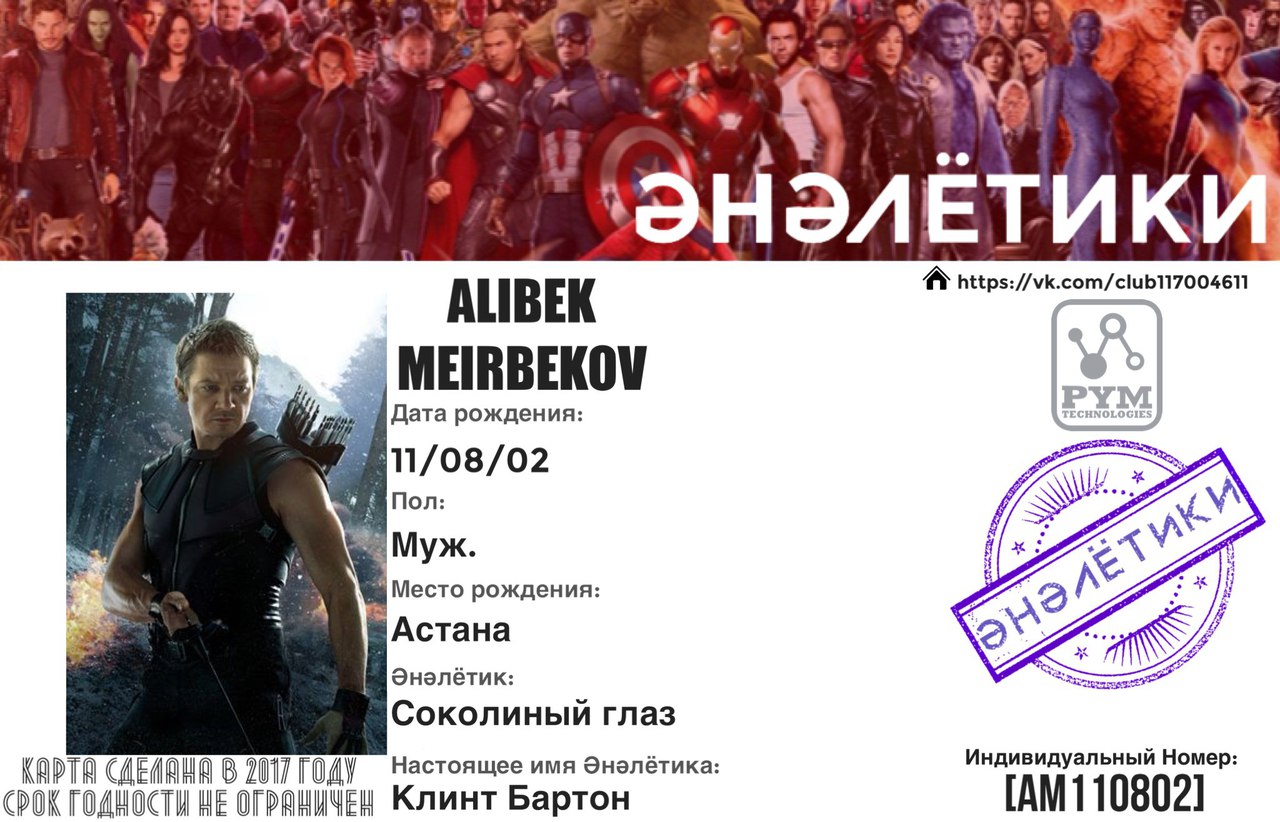 ӘНӘЛЁТИКИ
https://vk.com/club117004611
ALIBEK
MEIRBEKOV
Дата рождения:
11/08/02
Пол:
Муж.
Место рождения:
Астана
Әнәлётик:
Соколиный глаз
Настоящее имя Әнәлётика:
Клинт Бартон
КАРТА СДЕЛАНА В 2017 ГОДУ
СРОК ГОДНОСТИ НЕ ОГРАНИЧЕН
PYM
TECHNOLOGIES
ӘНӘЛЁТИКИ
Индивидуальный Номер:
[AM110802]